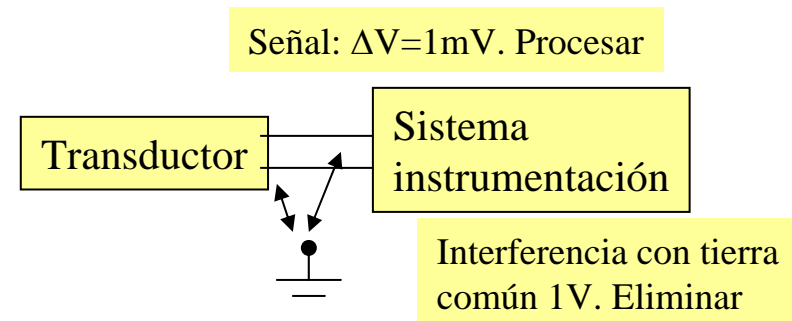 Señal: ΔV=1mV. Procesar
Transductor
Sistema
instrumentación
Interferencia con tierra
común 1V. Eliminar